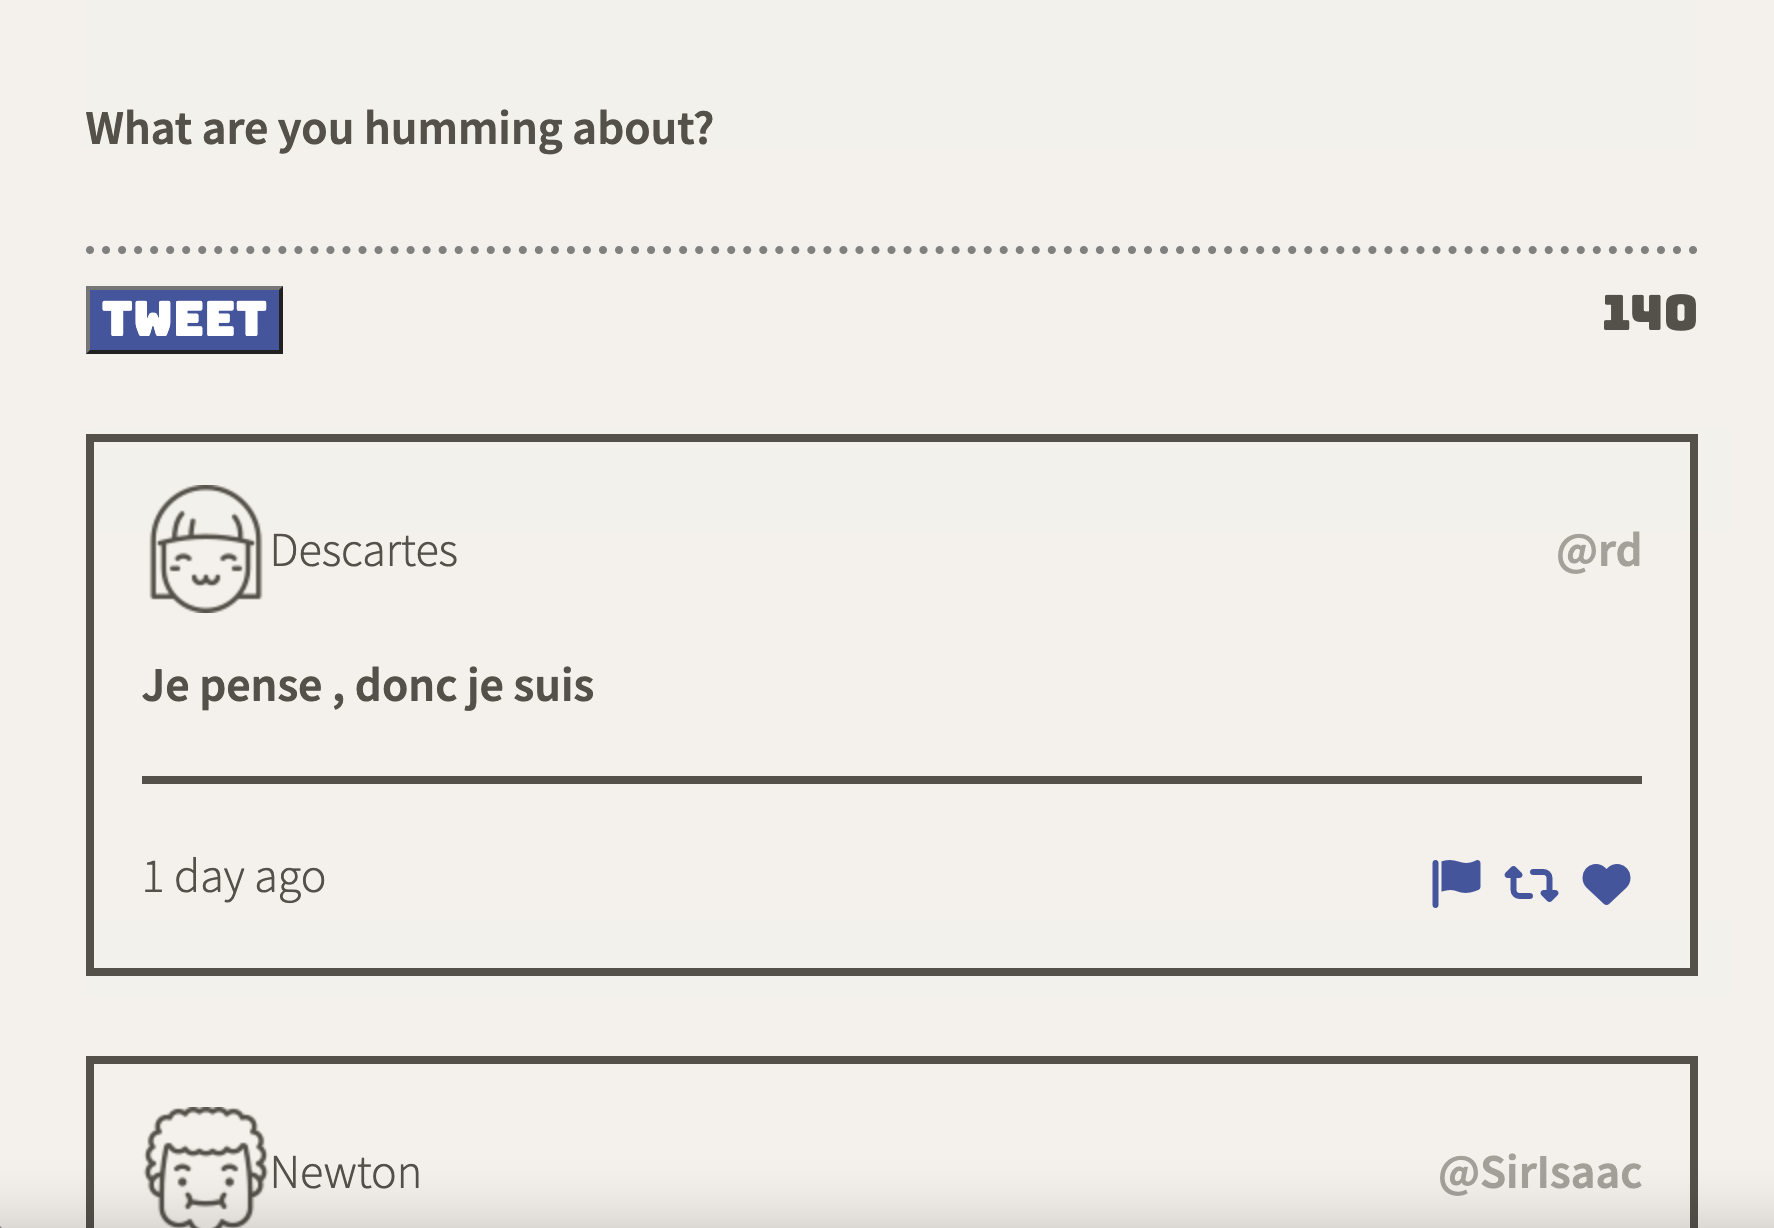 What are you humming about?
TWEET
140
Descartes
@rd
Je pense , donc je suis
1 day ago
Newton
@SirIsaac